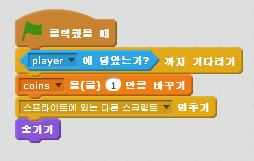 클릭했을 때
player 에 닿았는가? 까지 기다리기
coins 을(를) 1 만큼 바꾸기
스프라이트에 있는 다른 스크립트 멈추기
숨기기